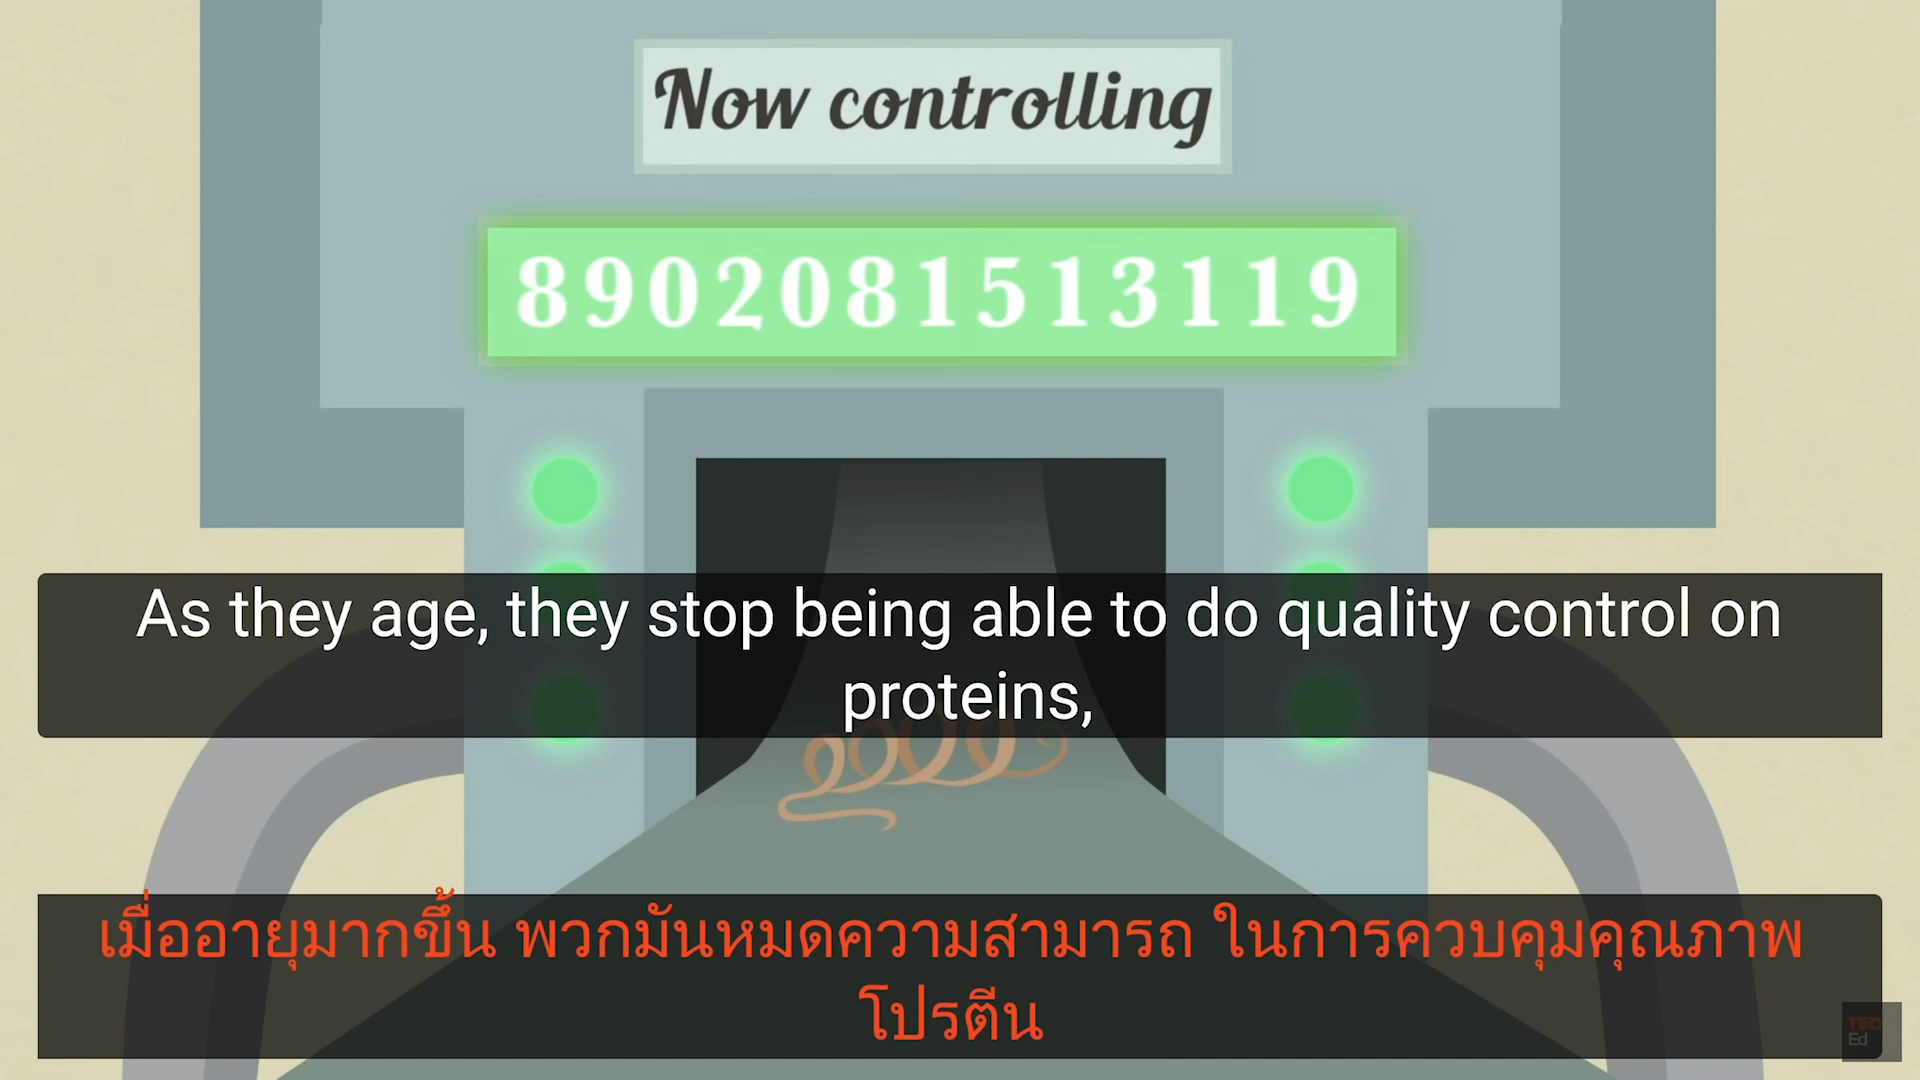 Now controlling
8902081513119
As they age, they stop being able to do quality control on
proteins,
เมื่ออายุมากขึ้น พวกมันหมดความสามารถ ในการควบคุมคุณภาพ
โปรตีน
TED
Ed